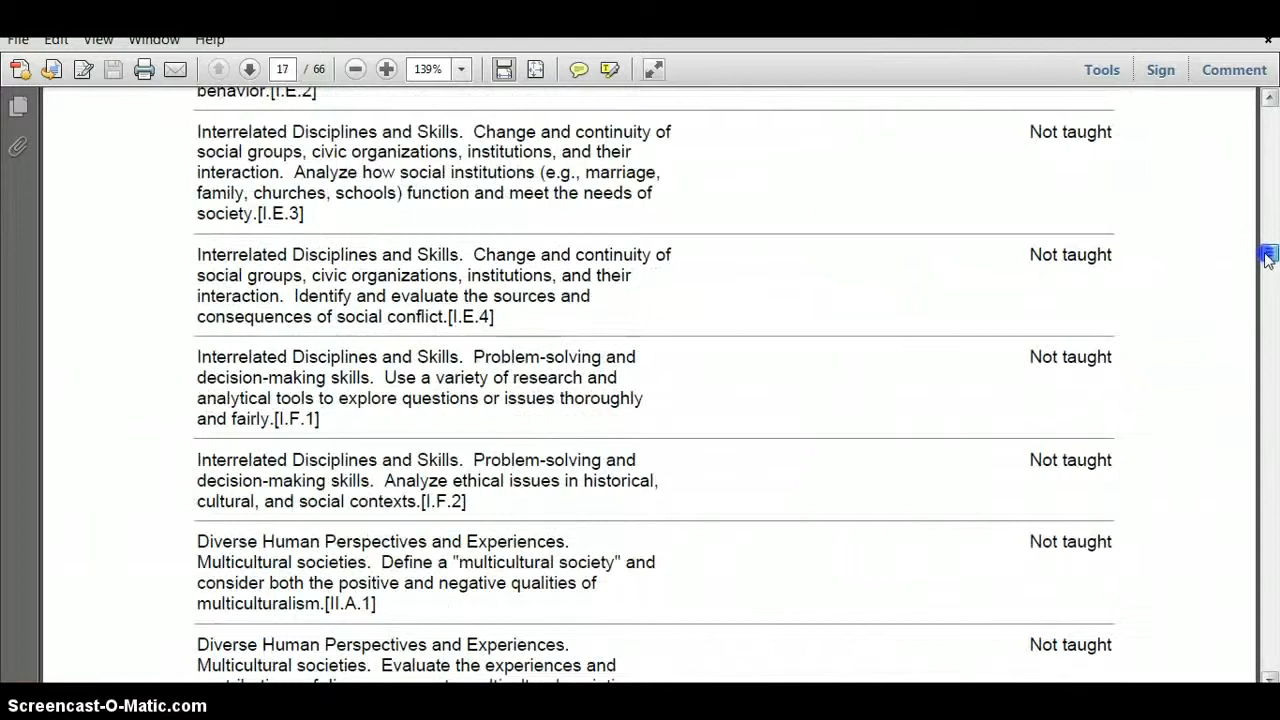 File Edit View Window Help
17 / 66 139% Tools Sign Comment
behavior.[I.E.2]
Interrelated Disciplines and Skills. Change and continuity of Not taught
social groups, civic organizations, institutions, and their
interaction. Analyze how social institutions (e.g., marriage,
family, churches, schools) function and meet the needs of
society.[I.E.3]
Interrelated Disciplines and Skills. Change and continuity of Not taught
social groups, civic organizations, institutions, and their
interaction. Identify and evaluate the sources and
consequences of social conflict.[I.E.4]
Interrelated Disciplines and Skills. Problem-solving and Not taught
decision-making skills. Use a variety of research and
analytical tools to explore questions or issues thoroughly
and fairly.[I.F.1]
Interrelated Disciplines and Skills. Problem-solving and Not taught
decision-making skills. Analyze ethical issues in historical,
cultural, and social contexts.[I.F.2]
Diverse Human Perspectives and Experiences. Not taught
Multicultural societies. Define a "multicultural society" and
consider both the positive and negative qualities of
multiculturalism.[II.A.1]
Diverse Human Perspectives and Experiences. Not taught
Multicultural societies. Evaluate the experiences and
Screencast-O-Matic.com